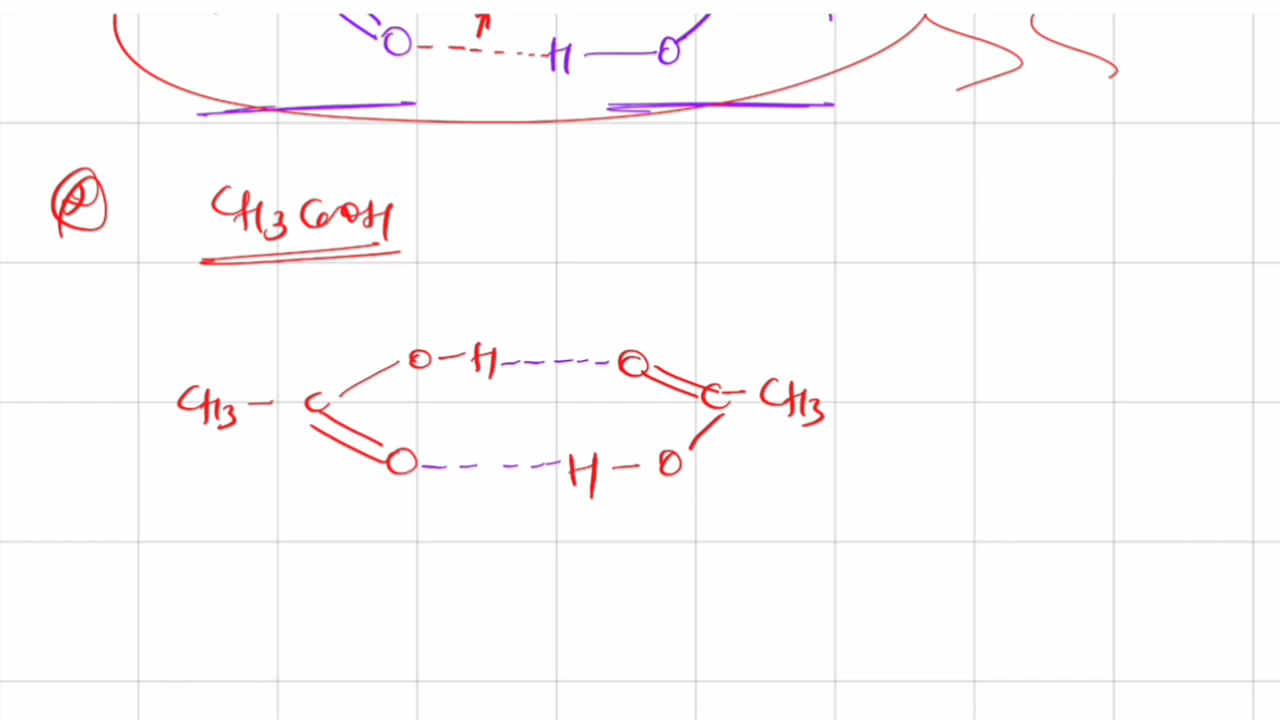 O H O
CH3COOH
O-H O
CH3- C C- CH3
O H-O